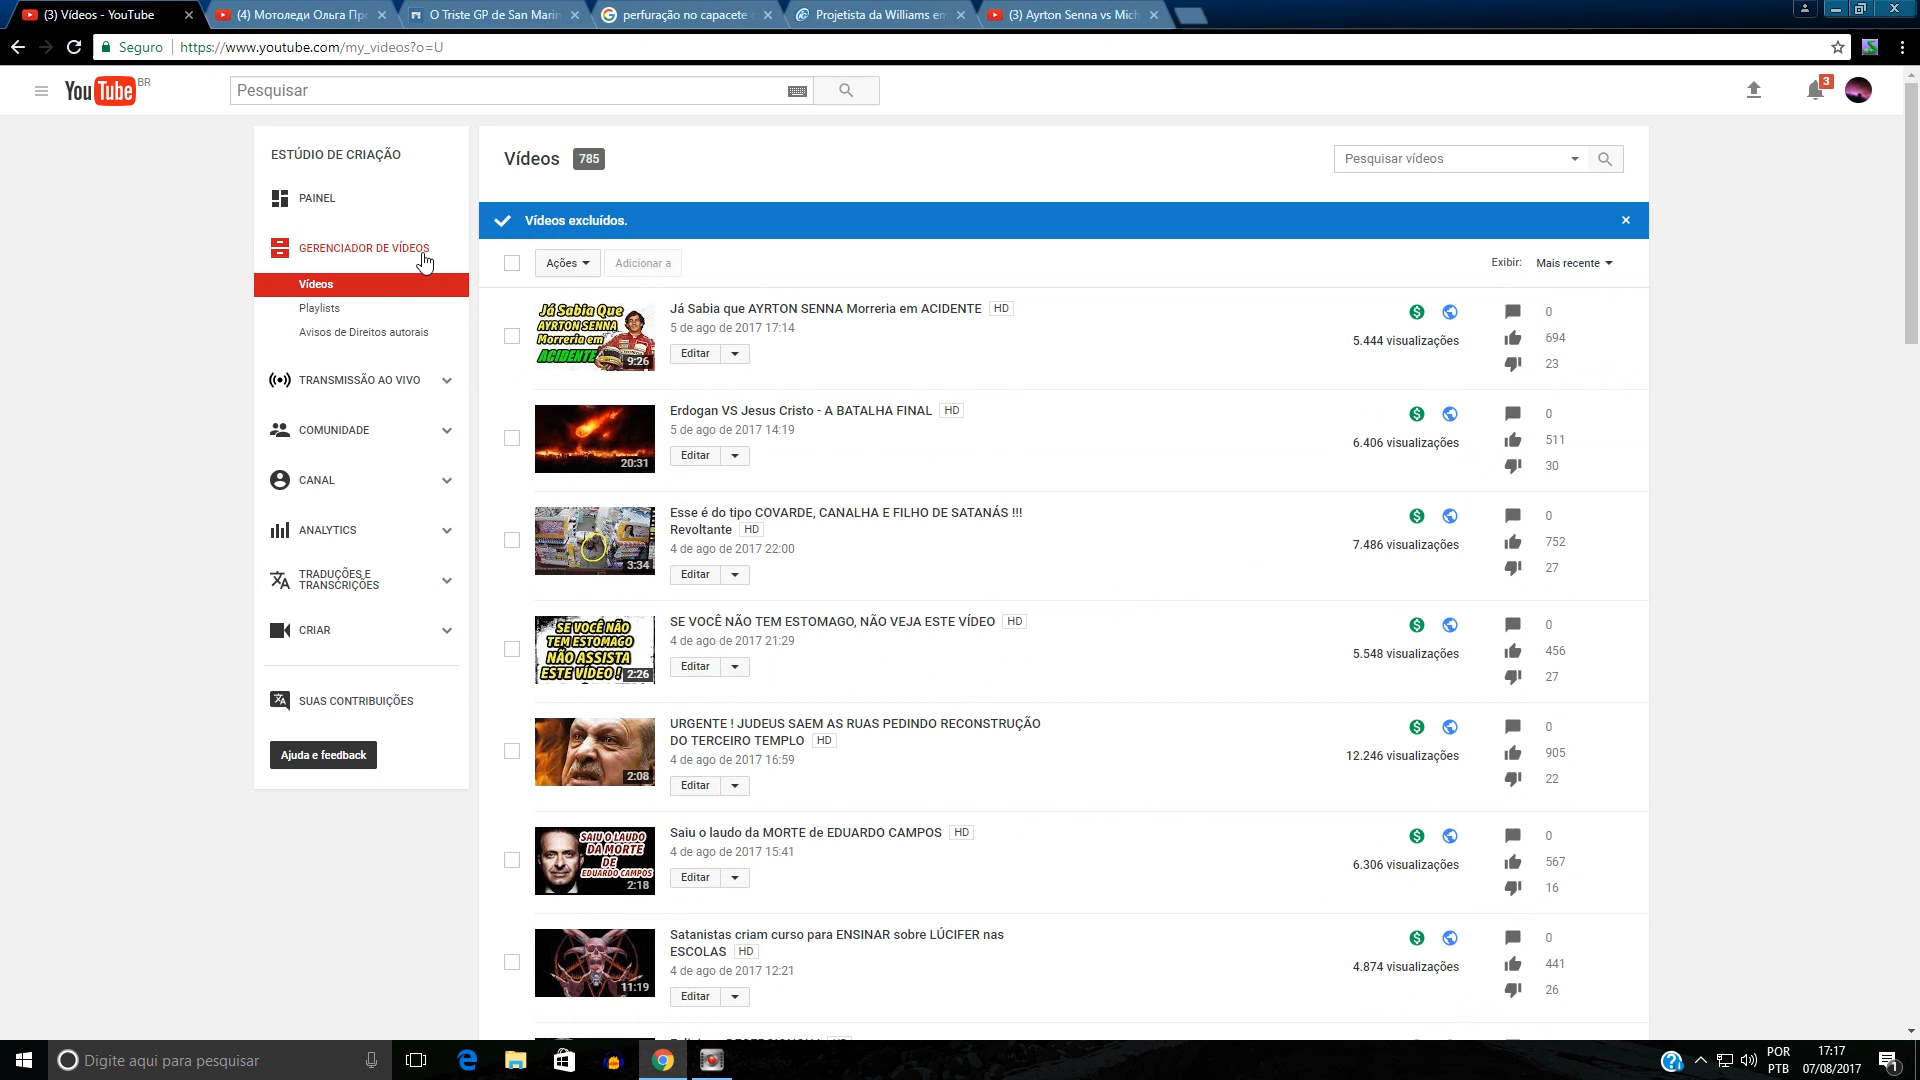 (3) Vídeos - YouTube
(4) Мотоледи Ольга Пр
O Triste GP de San Marin
perfuração no capacete
Projetista da Williams em
(3) Ayrton Senna vs Mich
Seguro
https://www.youtube.com/my_videos?o=U
YouTube BR
Pesquisar
3
ESTÚDIO DE CRIAÇÃO
PAINEL
GERENCIADOR DE VÍDEOS
Vídeos
Playlists
Avisos de Direitos autorais
TRANSMISSÃO AO VIVO
COMUNIDADE
CANAL
ANALYTICS
TRADUÇÕES E
TRANSCRIÇÕES
CRIAR
SUAS CONTRIBUIÇÕES
Ajuda e feedback
Vídeos 785
Pesquisar vídeos
Vídeos excluídos.
Ações
Adicionar a
Exibir: Mais recente
Já Sabia Que
AYRTON SENNA
Morreria em
ACIDENTE
9:26
Já Sabia que AYRTON SENNA Morreria em ACIDENTE HD
5 de ago de 2017 17:14
Editar
5.444 visualizações
0
694
23
20:31
Erdogan VS Jesus Cristo - A BATALHA FINAL HD
5 de ago de 2017 14:19
Editar
6.406 visualizações
0
511
30
3:34
Esse é do tipo COVARDE, CANALHA E FILHO DE SATANÁS !!!
Revoltante HD
4 de ago de 2017 22:00
Editar
7.486 visualizações
0
752
27
SE VOCÊ NÃO
TEM ESTOMAGO
NÃO ASSISTA
ESTE VÍDEO !
2:26
SE VOCÊ NÃO TEM ESTOMAGO, NÃO VEJA ESTE VÍDEO HD
4 de ago de 2017 21:29
Editar
5.548 visualizações
0
456
27
2:08
URGENTE ! JUDEUS SAEM AS RUAS PEDINDO RECONSTRUÇÃO
DO TERCEIRO TEMPLO HD
4 de ago de 2017 16:59
Editar
12.246 visualizações
0
905
22
SAIU O LAUDO
DA MORTE
DE
EDUARDO CAMPOS
2:18
Saiu o laudo da MORTE de EDUARDO CAMPOS HD
4 de ago de 2017 15:41
Editar
6.306 visualizações
0
567
16
11:19
Satanistas criam curso para ENSINAR sobre LÚCIFER nas
ESCOLAS HD
4 de ago de 2017 12:21
Editar
4.874 visualizações
0
441
26
Digite aqui para pesquisar
POR
PTB
17:17
07/08/2017
1